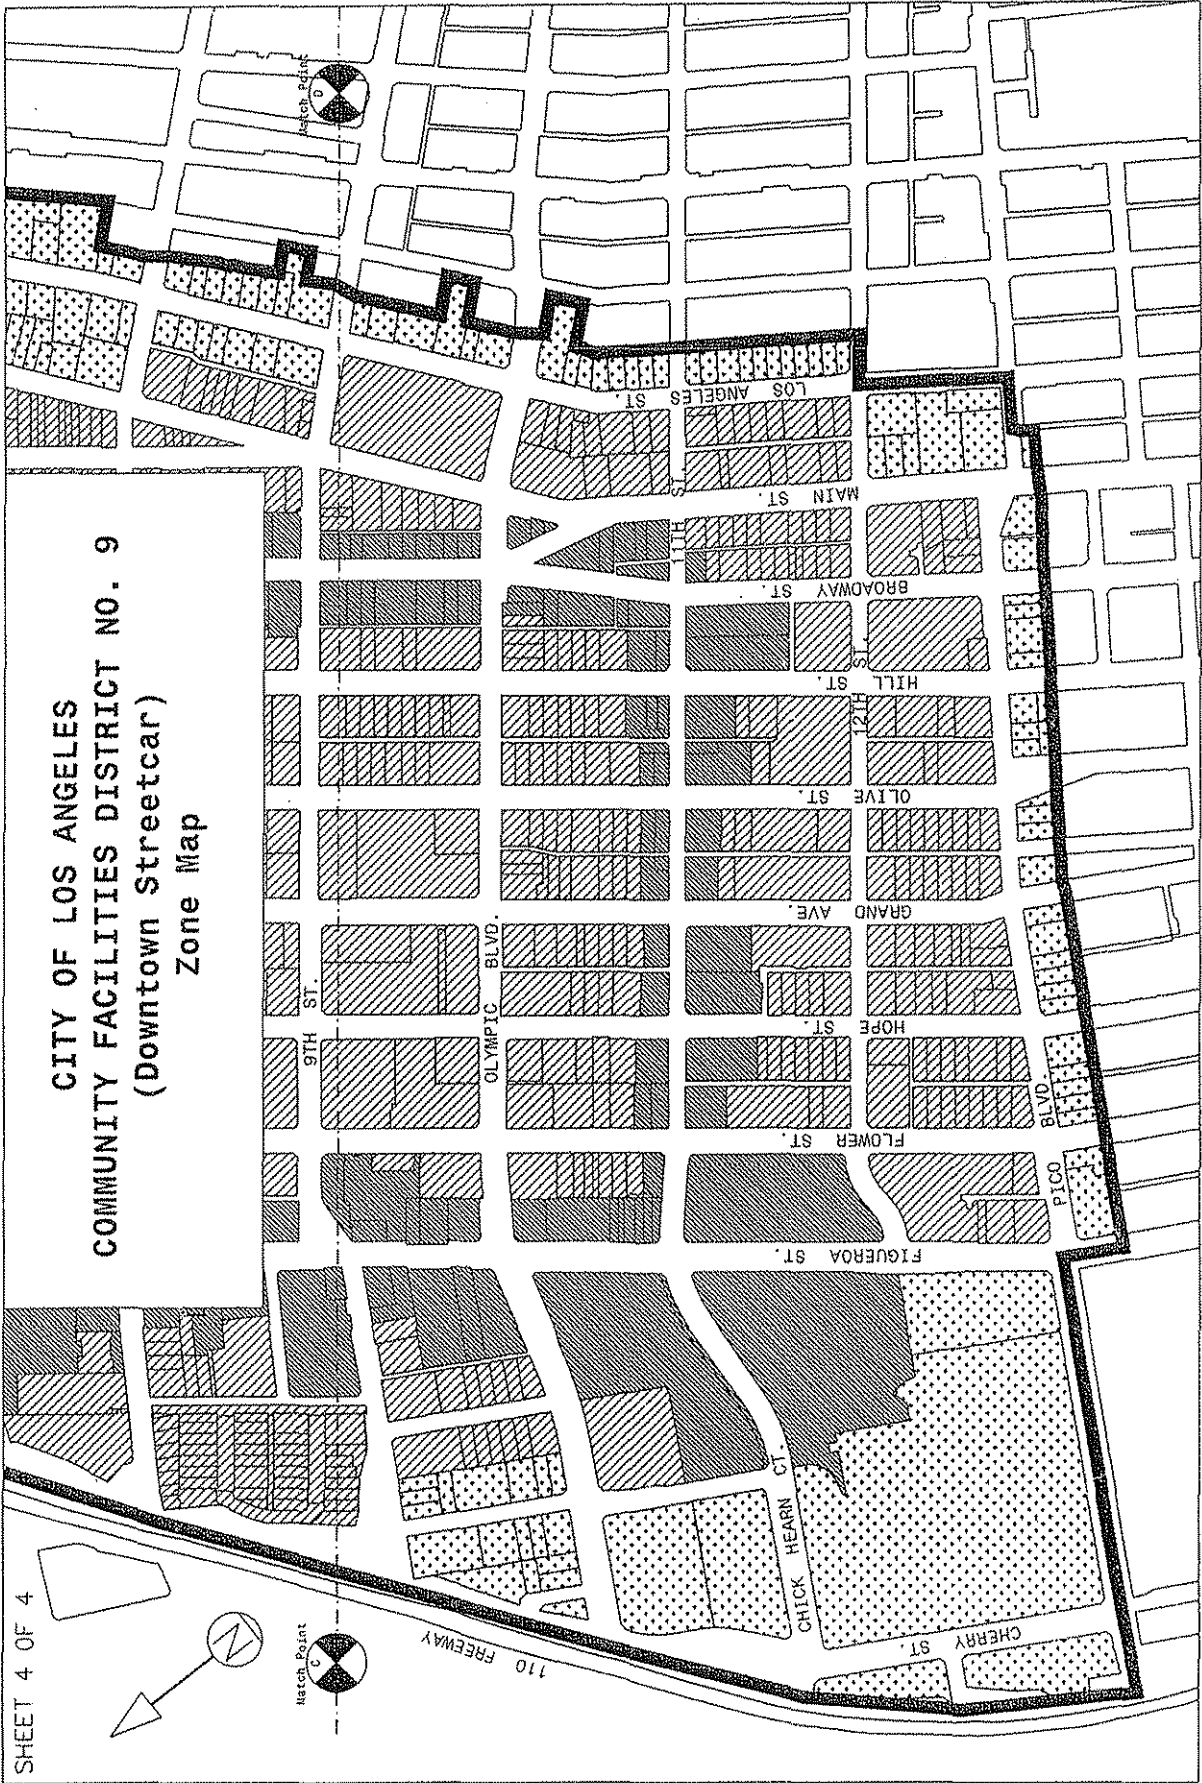 SHEET 4 OF 4
CITY OF LOS ANGELES
COMMUNITY FACILITIES DISTRICT NO. 9
(Downtown Streetcar)
Zone Map
N
Match Point
C
Match Point
D
110 FREEWAY
9TH ST.
OLYMPIC BLVD.
11TH ST.
12TH ST.
CHICK HEARN CT.
PICO BLVD.
CHERRY ST.
FIGUEROA ST.
FLOWER ST.
HOPE ST.
GRAND AVE.
OLIVE ST.
HILL ST.
BROADWAY ST.
MAIN ST.
LOS ANGELES ST.